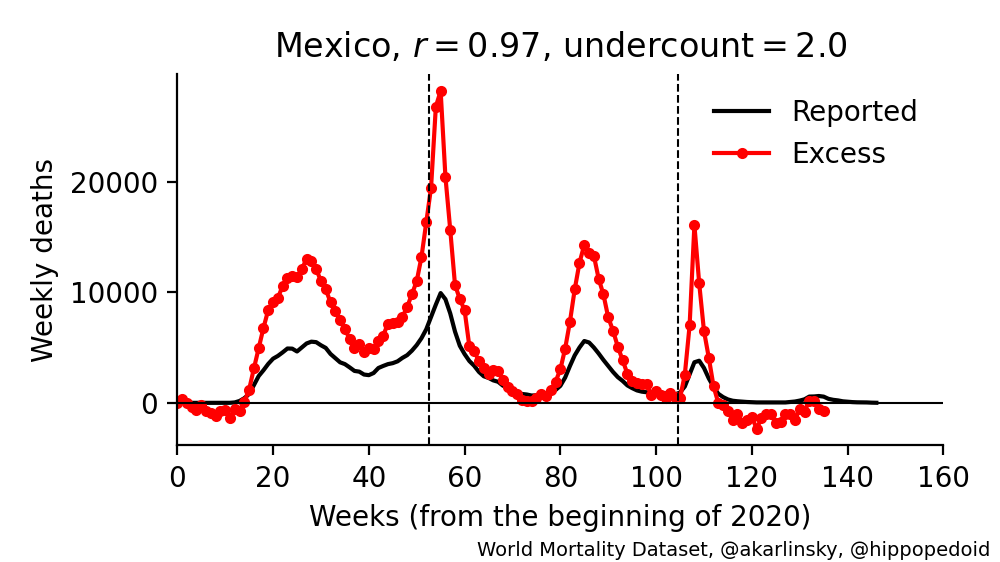 Mexico, r = 0.97, undercount = 2.0
Reported
Excess
Weekly deaths
20000
10000
0
0 20 40 60 80 100 120 140 160
Weeks (from the beginning of 2020)
World Mortality Dataset, @akarlinsky, @hippopedoid